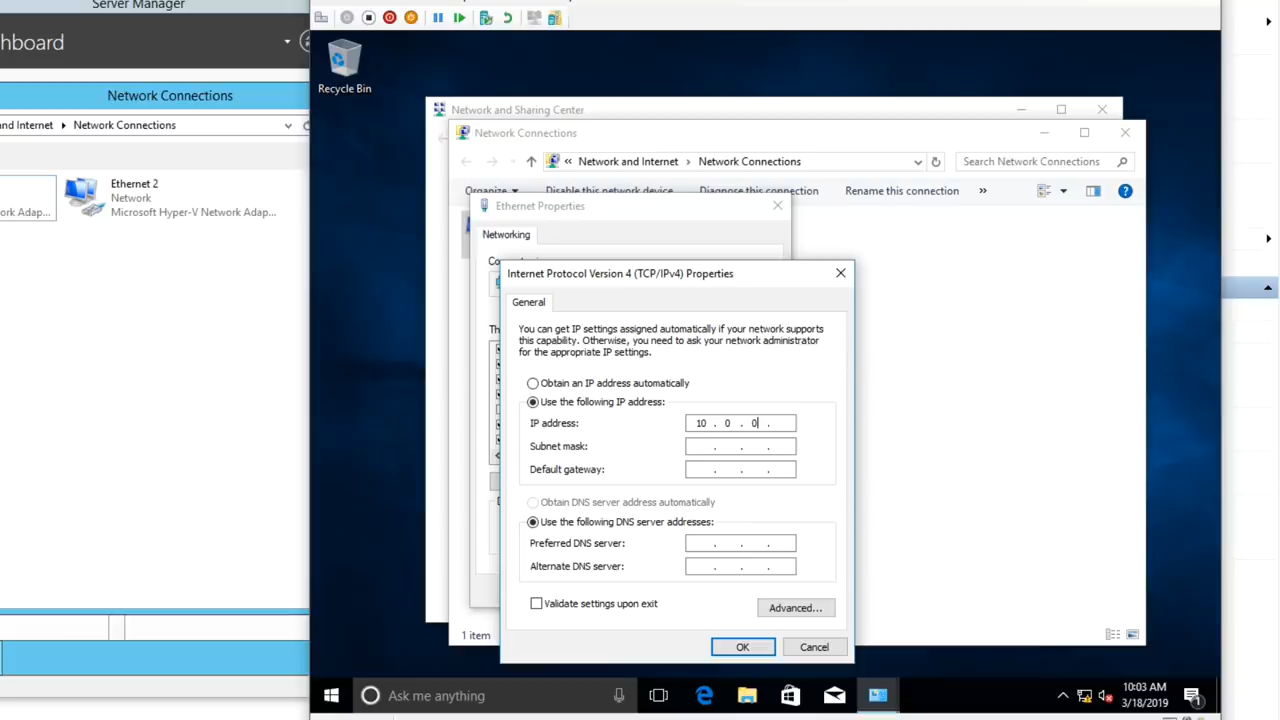 Server Manager
hboard
Network Connections
and Internet
Network Connections
Ethernet 2
Network
Microsoft Hyper-V Network Adap...
ork Adap...
Recycle Bin
Network and Sharing Center
Network Connections
« Network and Internet > Network Connections
Search Network Connections
Organize
Disable this network device
Diagnose this connection
Rename this connection
»
Ethernet Properties
Networking
Co
Th
Internet Protocol Version 4 (TCP/IPv4) Properties
General
You can get IP settings assigned automatically if your network supports
this capability. Otherwise, you need to ask your network administrator
for the appropriate IP settings.
Obtain an IP address automatically
Use the following IP address:
IP address:
10 . 0 . 0 .
Subnet mask:
. . .
Default gateway:
. . .
Obtain DNS server address automatically
Use the following DNS server addresses:
Preferred DNS server:
. . .
Alternate DNS server:
. . .
Validate settings upon exit
Advanced...
OK
Cancel
1 item
Ask me anything
10:03 AM
3/18/2019
1